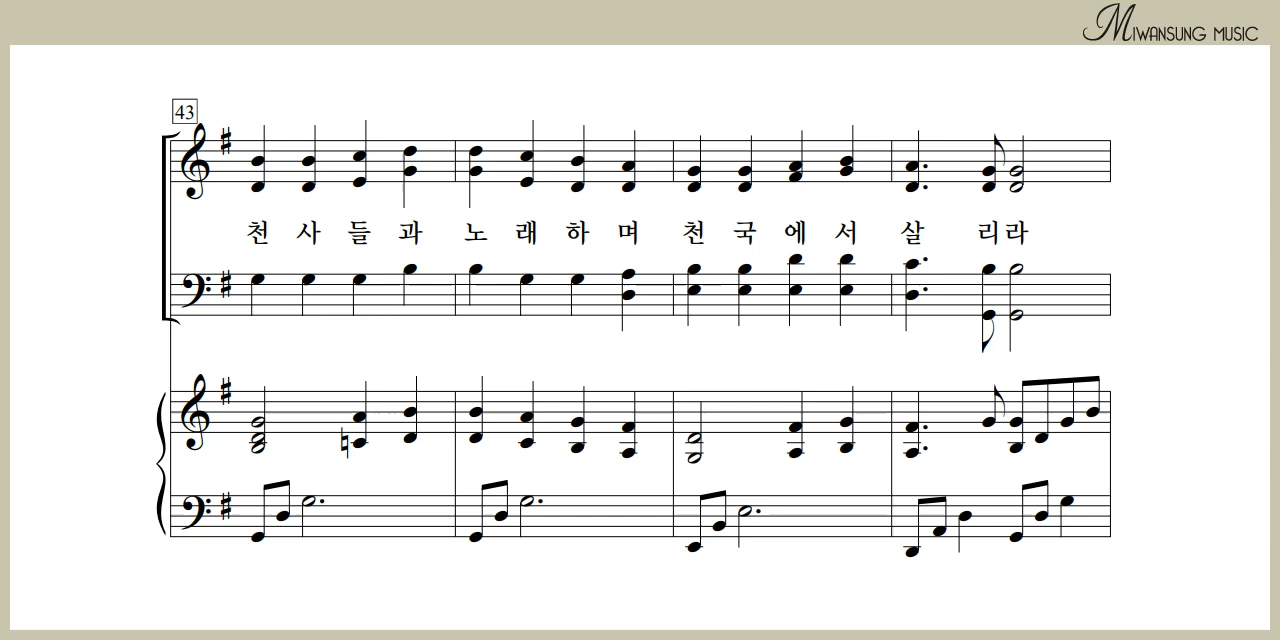 Miwansung Music
43
천 사 들 과 노 래 하 며 천 국 에 서 살 리 라